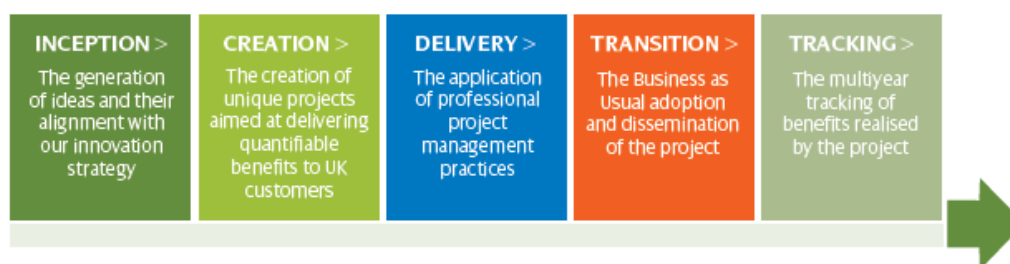 INCEPTION >
The generation
of ideas and their
alignment with
our innovation
strategy
CREATION >
The creation of
unique projects
aimed at delivering
quantifiable
benefits to UK
customers
DELIVERY >
The application
of professional
project
management
practices
TRANSITION >
The Business as
Usual adoption
and dissemination
of the project
TRACKING >
The multiyear
tracking of
benefits realised
by the project